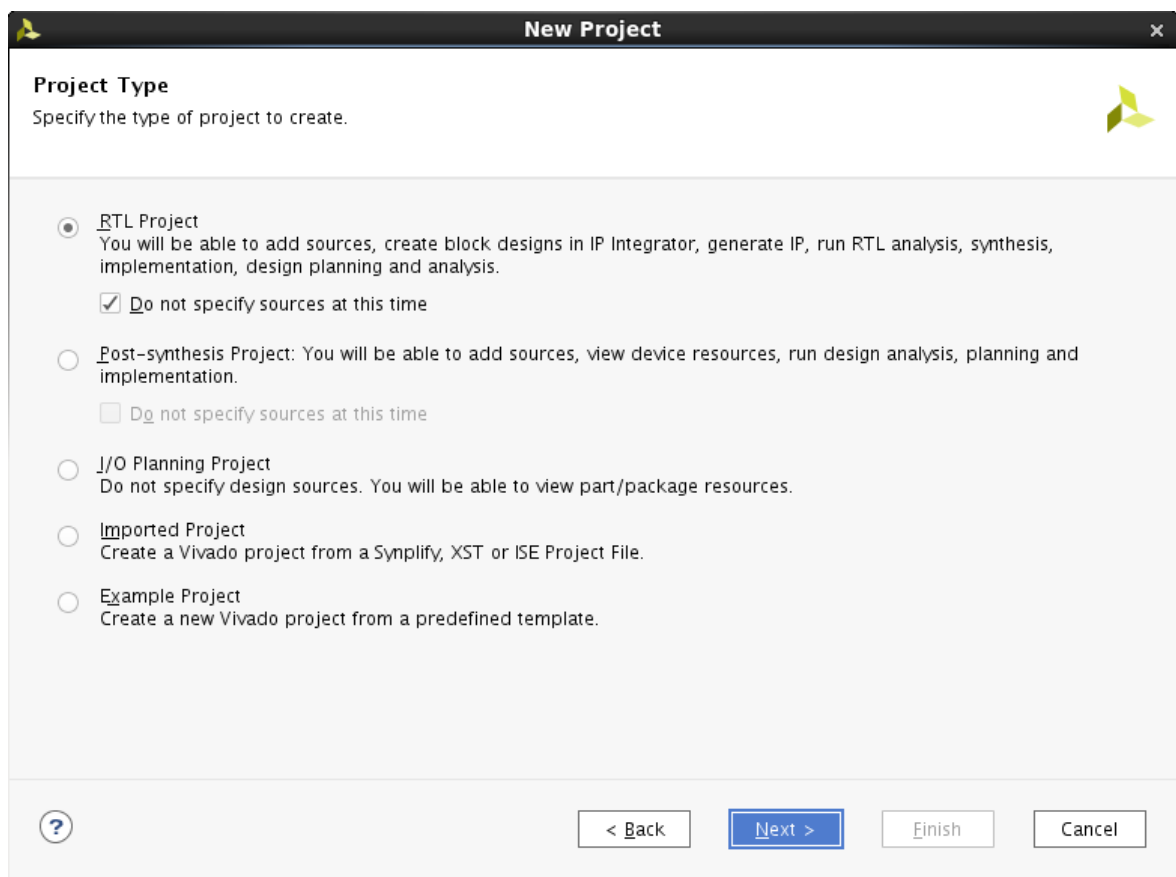 New Project
Project Type
Specify the type of project to create.
RTL Project
You will be able to add sources, create block designs in IP Integrator, generate IP, run RTL analysis, synthesis,
implementation, design planning and analysis.
Do not specify sources at this time
Post-synthesis Project: You will be able to add sources, view device resources, run design analysis, planning and
implementation.
Do not specify sources at this time
I/O Planning Project
Do not specify design sources. You will be able to view part/package resources.
Imported Project
Create a Vivado project from a Synplify, XST or ISE Project File.
Example Project
Create a new Vivado project from a predefined template.
? < Back Next > Finish Cancel